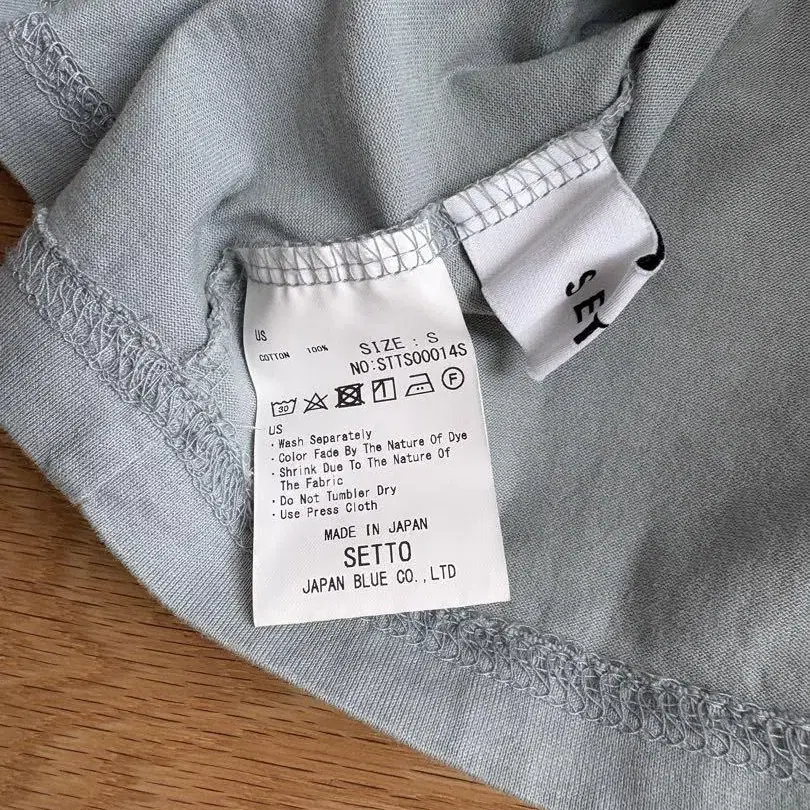 US
COTTON 100%
SIZE : S
NO:STTS00014S
30
F
US
・Wash Separately
・Color Fade By The Nature Of Dye
・Shrink Due To The Nature Of
The Fabric
・Do Not Tumbler Dry
・Use Press Cloth
MADE IN JAPAN
SETTO
JAPAN BLUE CO.,LTD
SET